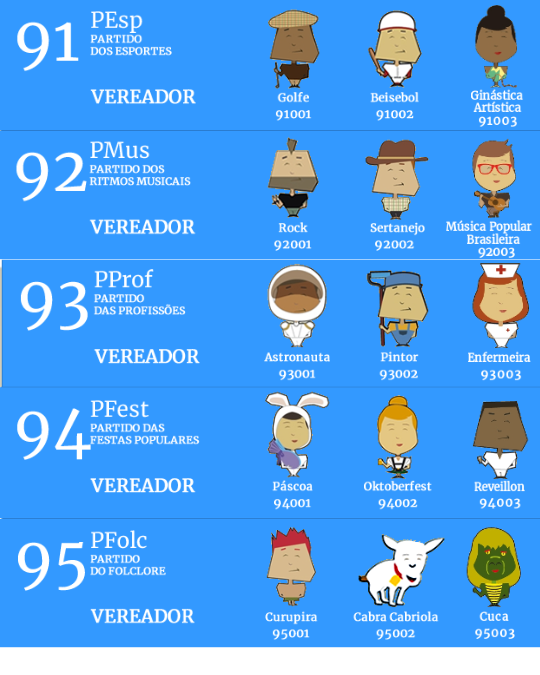 91
PEsp
PARTIDO
DOS ESPORTES
VEREADOR
Golfe
91001
Beisebol
91002
Ginástica
Artística
91003
92
PMus
PARTIDO DOS
RITMOS MUSICAIS
VEREADOR
Rock
92001
Sertanejo
92002
Música Popular
Brasileira
92003
93
PProf
PARTIDO
DAS PROFISSÕES
VEREADOR
Astronauta
93001
Pintor
93002
Enfermeira
93003
94
PFest
PARTIDO DAS
FESTAS POPULARES
VEREADOR
Páscoa
94001
Oktoberfest
94002
Reveillon
94003
95
PFolc
PARTIDO
DO FOLCLORE
VEREADOR
Curupira
95001
Cabra Cabriola
95002
Cuca
95003